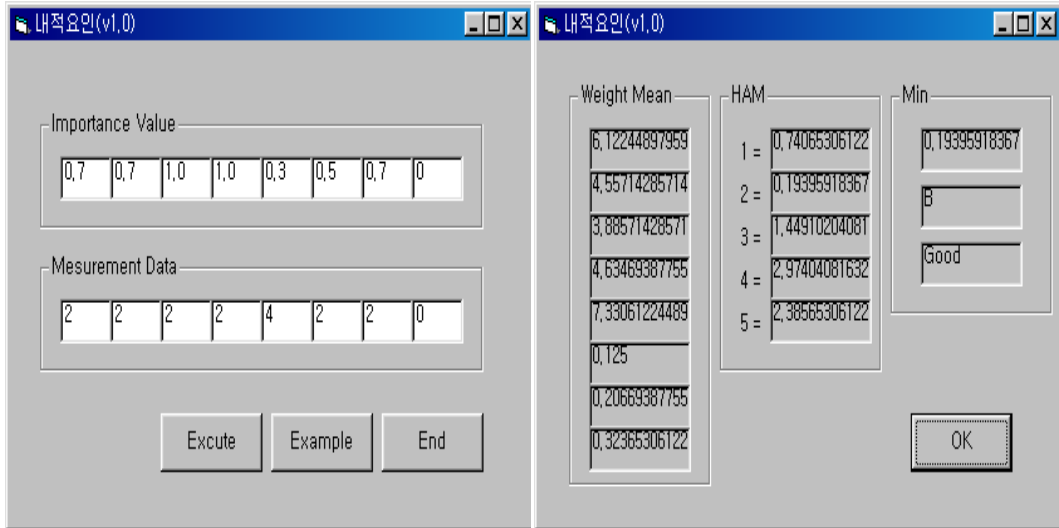 내적요인(v1,0)
Importance Value
0,7 0,7 1,0 1,0 0,3 0,5 0,7 0
Mesurement Data
2 2 2 2 4 2 2 0
Excute Example End
내적요인(v1,0)
Weight Mean
6,12244897959
4,55714285714
3,88571428571
4,63469387755
7,33061224489
0,125
0,20669387755
0,32365306122
HAM
1 = 0,74065306122
2 = 0,19395918367
3 = 1,44910204081
4 = 2,97404081632
5 = 2,38565306122
Min
0,19395918367
B
Good
OK